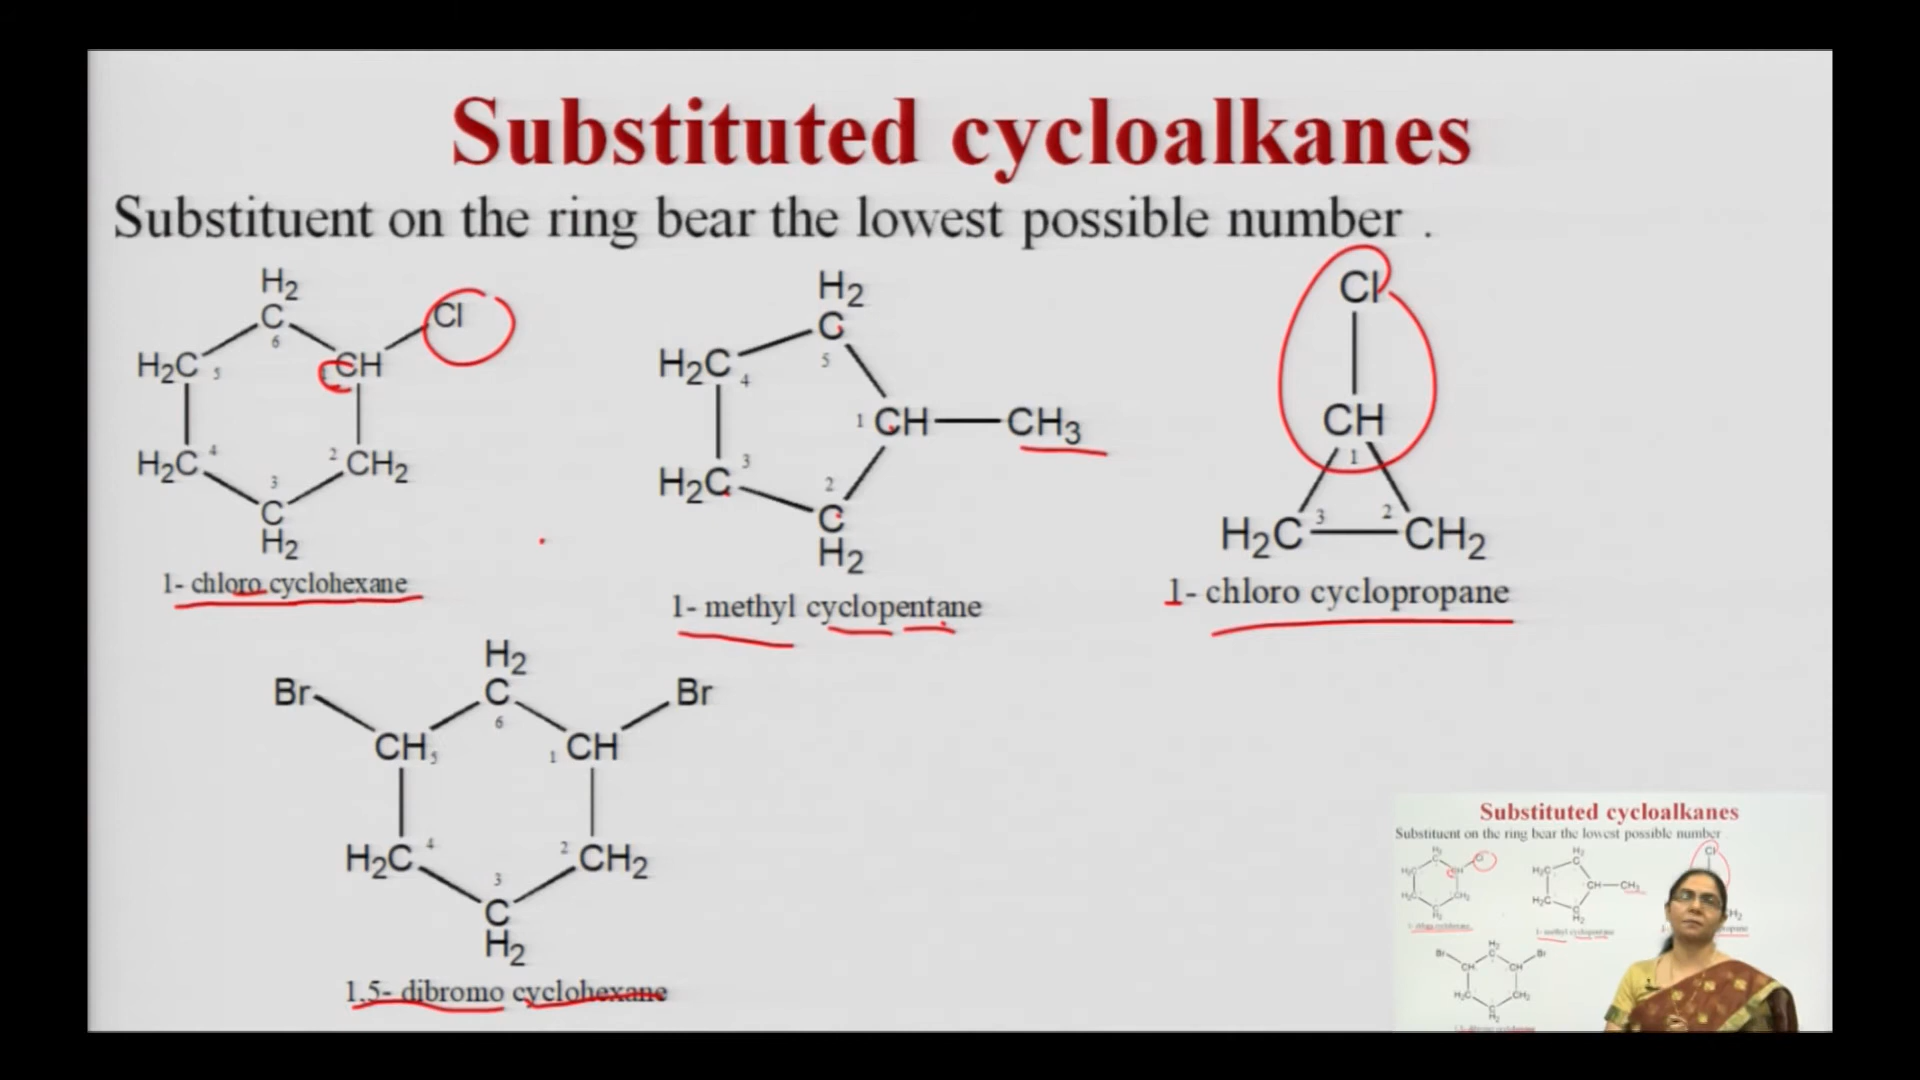 Substituted cycloalkanes
Substituent on the ring bear the lowest possible number .
H2
C
6
Cl
H2C 5
1 CH
H2C 4
2 CH2
3
C
H2
1- chloro cyclohexane
H2
C
5
H2C 4
1 CH CH3
H2C 3
2
C
H2
1- methyl cyclopentane
Cl
CH
1
H2C 3 2 CH2
1- chloro cyclopropane
H2
C
6
Br Br
CH 5 1 CH
H2C 4 2 CH2
3
C
H2
1,5- dibromo cyclohexane
Substituted cycloalkanes
Substituent on the ring bear the lowest possible number